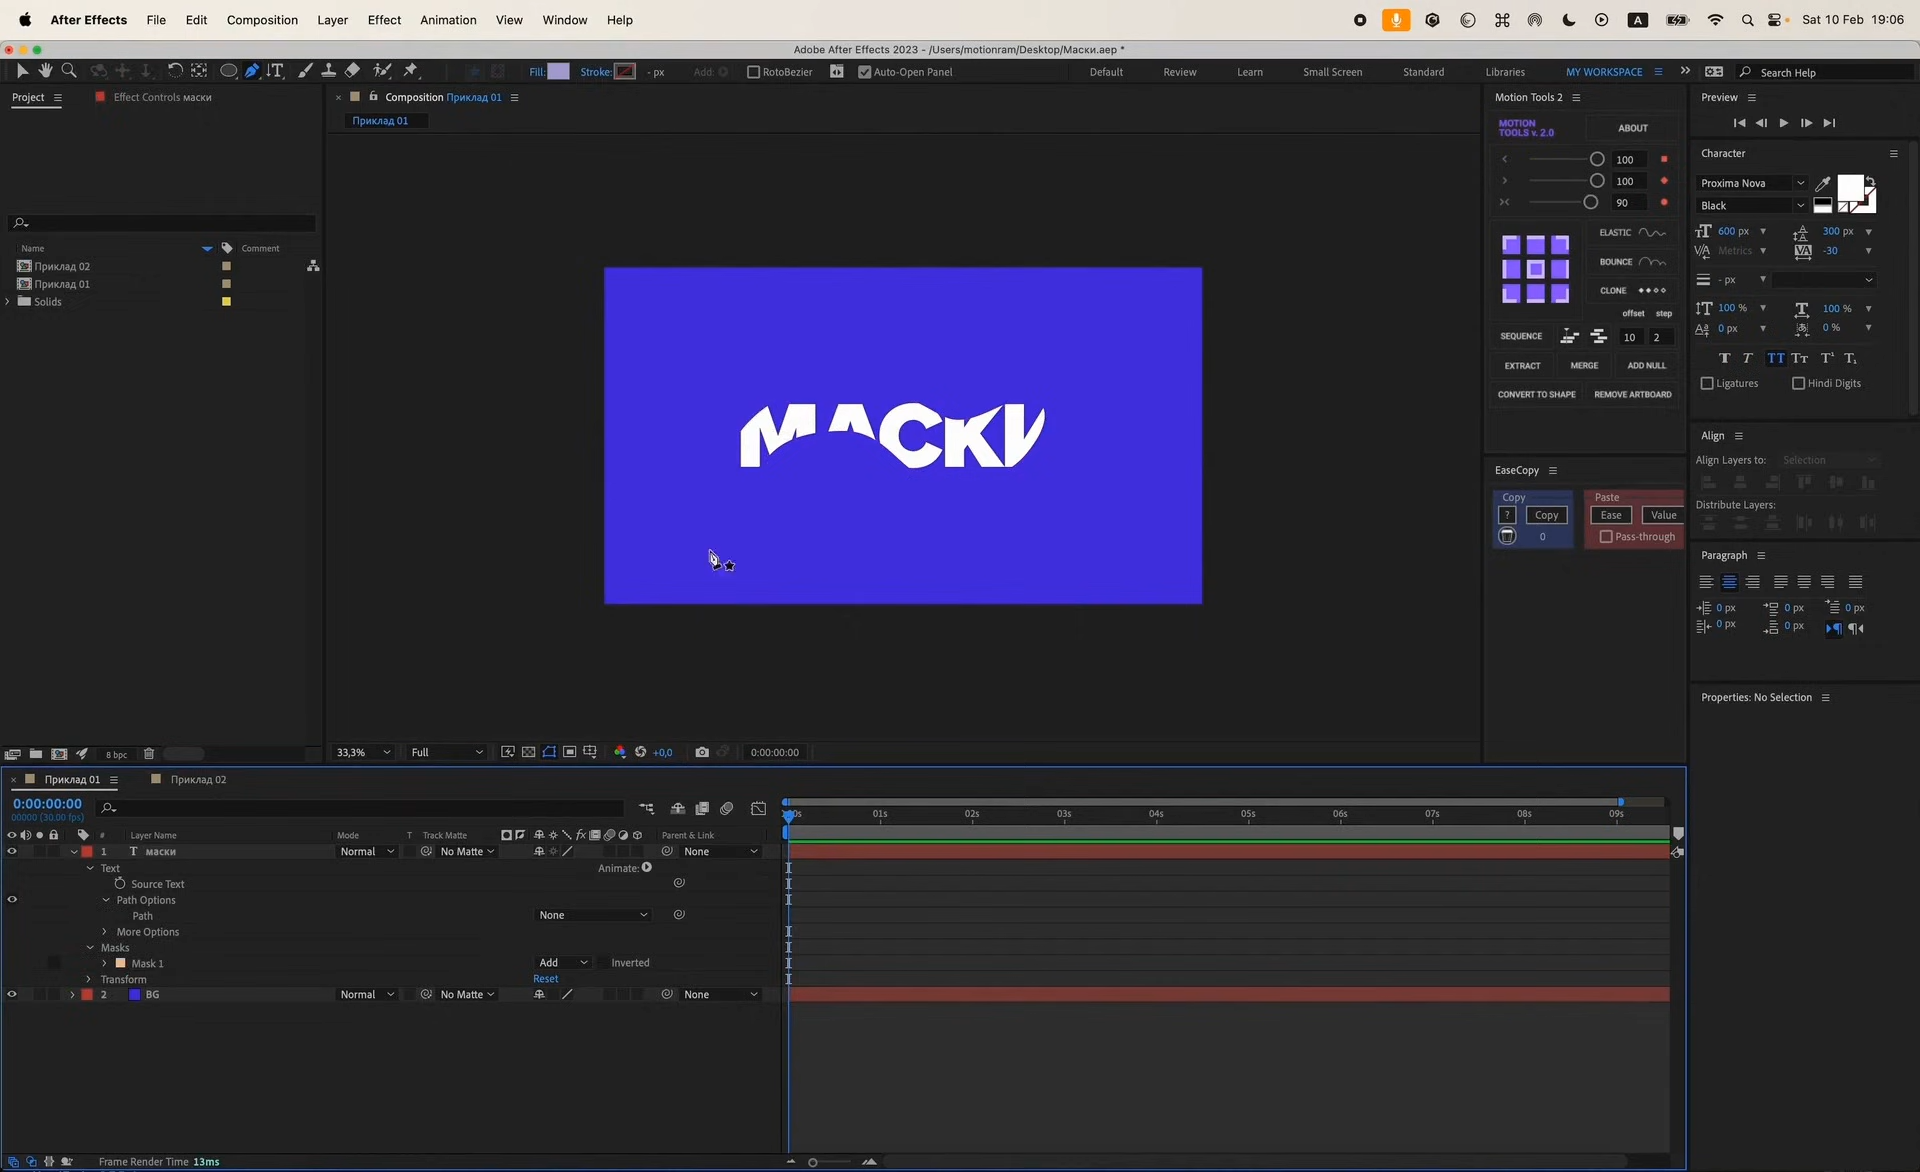 After Effects File Edit Composition Layer Effect Animation View Window Help A Sat 10 Feb 19:06
Adobe After Effects 2023 - /Users/motionram/Desktop/Маски.aep *
Fill: Stroke: - px Add: RotoBezier Auto-Open Panel Default Review Learn Small Screen Standard Libraries MY WORKSPACE Search Help
Project Effect Controls маски
Name Comment
Приклад 02
Приклад 01
Solids
8 bpc
Composition Приклад 01
Приклад 01
МАСКИ
33,3% Full +0,0 0:00:00:00
Motion Tools 2
MOTION
TOOLS v. 2.0
ABOUT
100
100
90
ELASTIC
BOUNCE
CLONE
offset step
SEQUENCE 10 2
EXTRACT MERGE ADD NULL
CONVERT TO SHAPE REMOVE ARTBOARD
EaseCopy
Copy Paste
? Copy Ease Value
0 Pass-through
Preview
Character
Proxima Nova
Black
600 px 300 px
Metrics -30
- px
100 % 100 %
0 px 0 %
Ligatures Hindi Digits
Align
Align Layers to: Selection
Distribute Layers:
Paragraph
0 px 0 px 0 px
0 px 0 px
Properties: No Selection
Приклад 01 Приклад 02
0:00:00:00
00000 (30.00 fps)
01s 02s 03s 04s 05s 06s 07s 08s 09s
# Layer Name Mode T Track Matte Parent & Link
1 маски Normal No Matte None
Text Animate:
Source Text
Path Options
Path None
More Options
Masks
Mask 1 Add Inverted
Transform Reset
2 BG Normal No Matte None
Frame Render Time 13ms